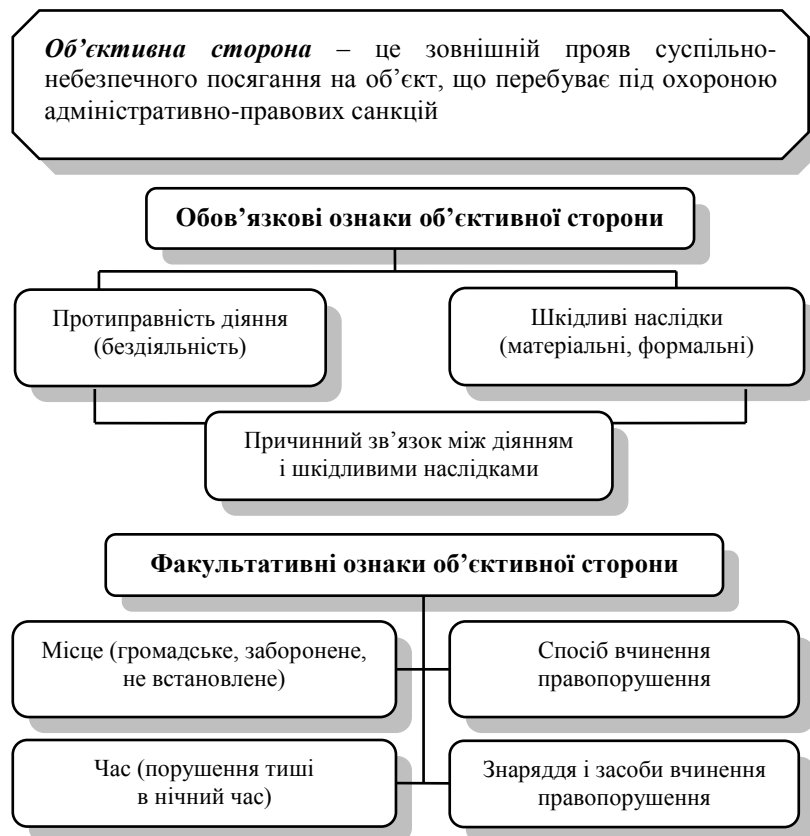 Об’єктивна сторона – це зовнішній прояв суспільно-
небезпечного посягання на об’єкт, що перебуває під охороною
адміністративно-правових санкцій
Обов’язкові ознаки об’єктивної сторони
Протиправність діяння
(бездіяльність)
Шкідливі наслідки
(матеріальні, формальні)
Причинний зв’язок між діянням
і шкідливими наслідками
Факультативні ознаки об’єктивної сторони
Місце (громадське, заборонене,
не встановлене)
Спосіб вчинення
правопорушення
Час (порушення тиші
в нічний час)
Знаряддя і засоби вчинення
правопорушення